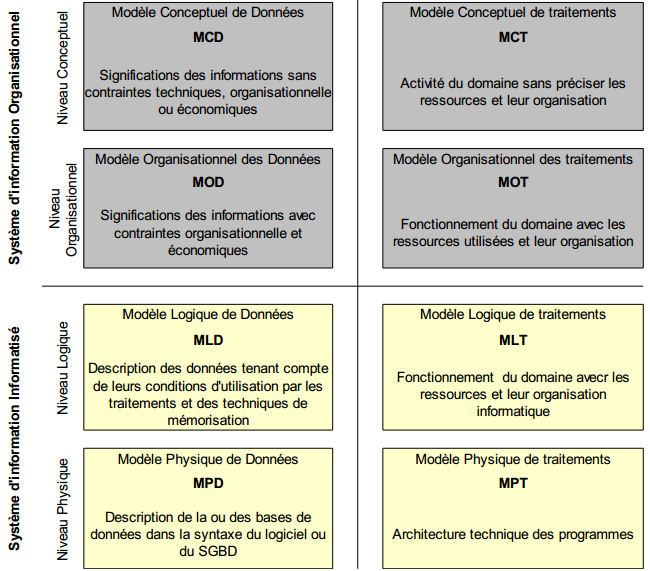 Système d'information Organisationnel
Niveau Conceptuel
Modèle Conceptuel de Données
MCD
Significations des informations sans
contraintes techniques, organisationnelle
ou économiques
Modèle Conceptuel de traitements
MCT
Activité du domaine sans préciser les
ressources et leur organisation
Niveau
Organisationnel
Modèle Organisationnel des Données
MOD
Significations des informations avec
contraintes organisationnelle et
économiques
Modèle Organisationnel des traitements
MOT
Fonctionnement du domaine avec les
ressources utilisées et leur organisation
Système d'information Informatisé
Niveau Logique
Modèle Logique de Données
MLD
Description des données tenant compte
de leurs conditions d'utilisation par les
traitements et des techniques de
mémorisation
Modèle Logique de traitements
MLT
Fonctionnement du domaine avecr les
ressources et leur organisation
informatique
Niveau Physique
Modèle Physique de Données
MPD
Description de la ou des bases de
données dans la syntaxe du logiciel ou
du SGBD
Modèle Physique de traitements
MPT
Architecture technique des programmes